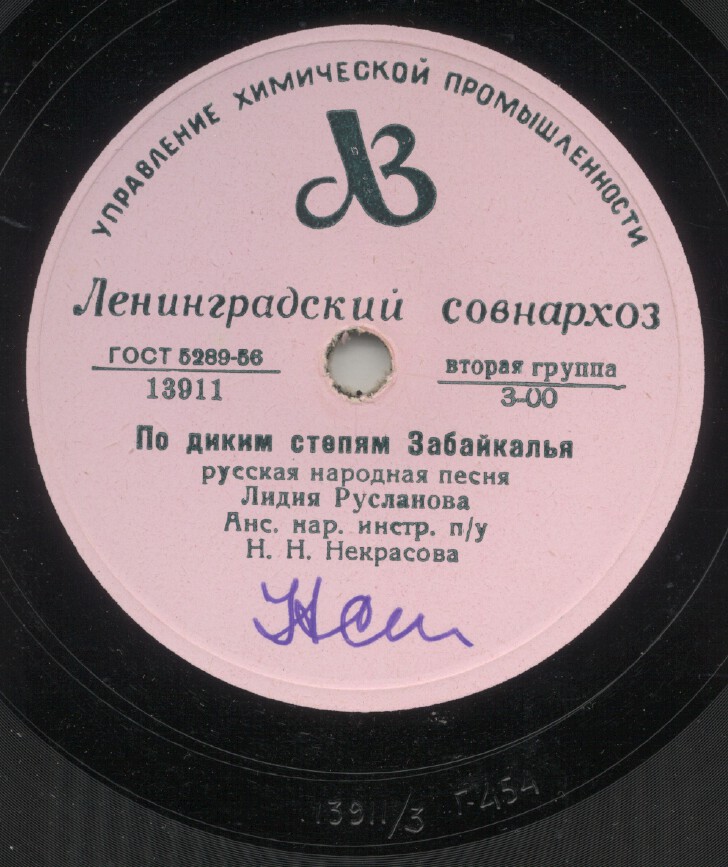 УПРАВЛЕНИЕ ХИМИЧЕСКОЙ ПРОМЫШЛЕННОСТИ
ЛЗ
Ленинградский совнархоз
ГОСТ 5289-56
13911
вторая группа
3-00
По диким степям Забайкалья
русская народная песня
Лидия Русланова
Анс. нар. инстр. п/у
Н. Н. Некрасова
13911/3 Г-454